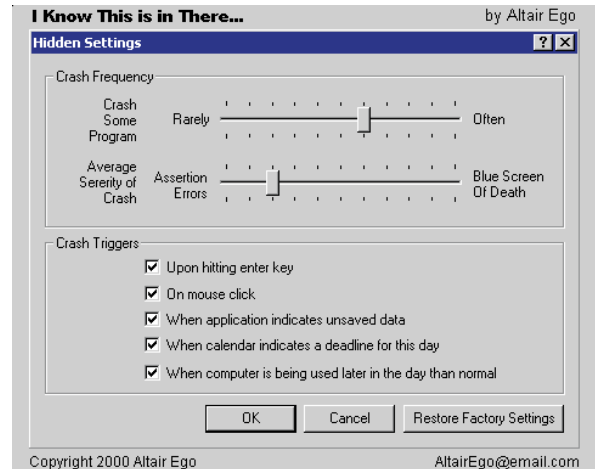 I Know This is in There... by Altair Ego
Hidden Settings
Crash Frequency
Crash
Some
Program
Rarely
Often
Average
Sererity of
Crash
Assertion
Errors
Blue Screen
Of Death
Crash Triggers
Upon hitting enter key
On mouse click
When application indicates unsaved data
When calendar indicates a deadline for this day
When computer is being used later in the day than normal
OK Cancel Restore Factory Settings
Copyright 2000 Altair Ego AltairEgo@email.com